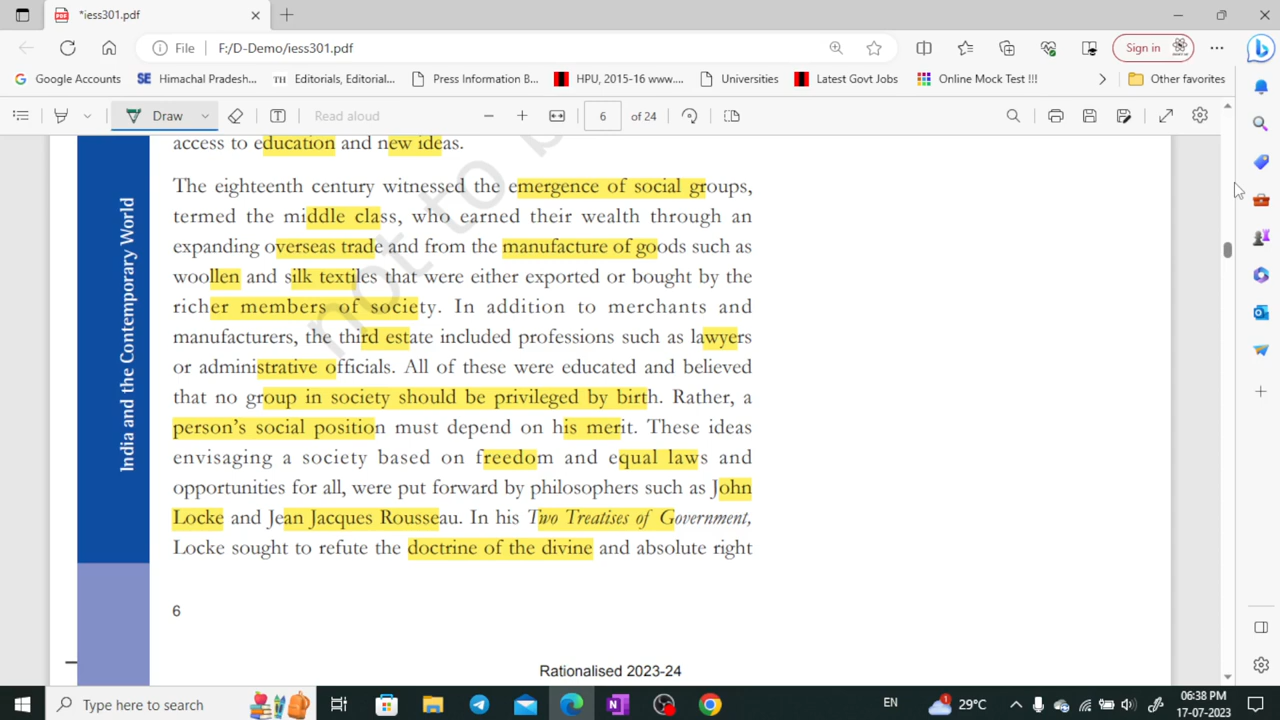 *iess301.pdf
File F:/D-Demo/iess301.pdf Sign in
Google Accounts SE Himachal Pradesh... TH Editorials, Editorial... Press Information B... HPU, 2015-16 www.... Universities Latest Govt Jobs Online Mock Test !!! Other favorites
Draw Read aloud 6 of 24
access to education and new ideas.
The eighteenth century witnessed the emergence of social groups,
termed the middle class, who earned their wealth through an
expanding overseas trade and from the manufacture of goods such as
woollen and silk textiles that were either exported or bought by the
richer members of society. In addition to merchants and
manufacturers, the third estate included professions such as lawyers
or administrative officials. All of these were educated and believed
that no group in society should be privileged by birth. Rather, a
person's social position must depend on his merit. These ideas
envisaging a society based on freedom and equal laws and
opportunities for all, were put forward by philosophers such as John
Locke and Jean Jacques Rousseau. In his Two Treatises of Government,
Locke sought to refute the doctrine of the divine and absolute right
India and the Contemporary World
not to b
6
Rationalised 2023-24
Type here to search EN 1 29°C 06:38 PM
17-07-2023